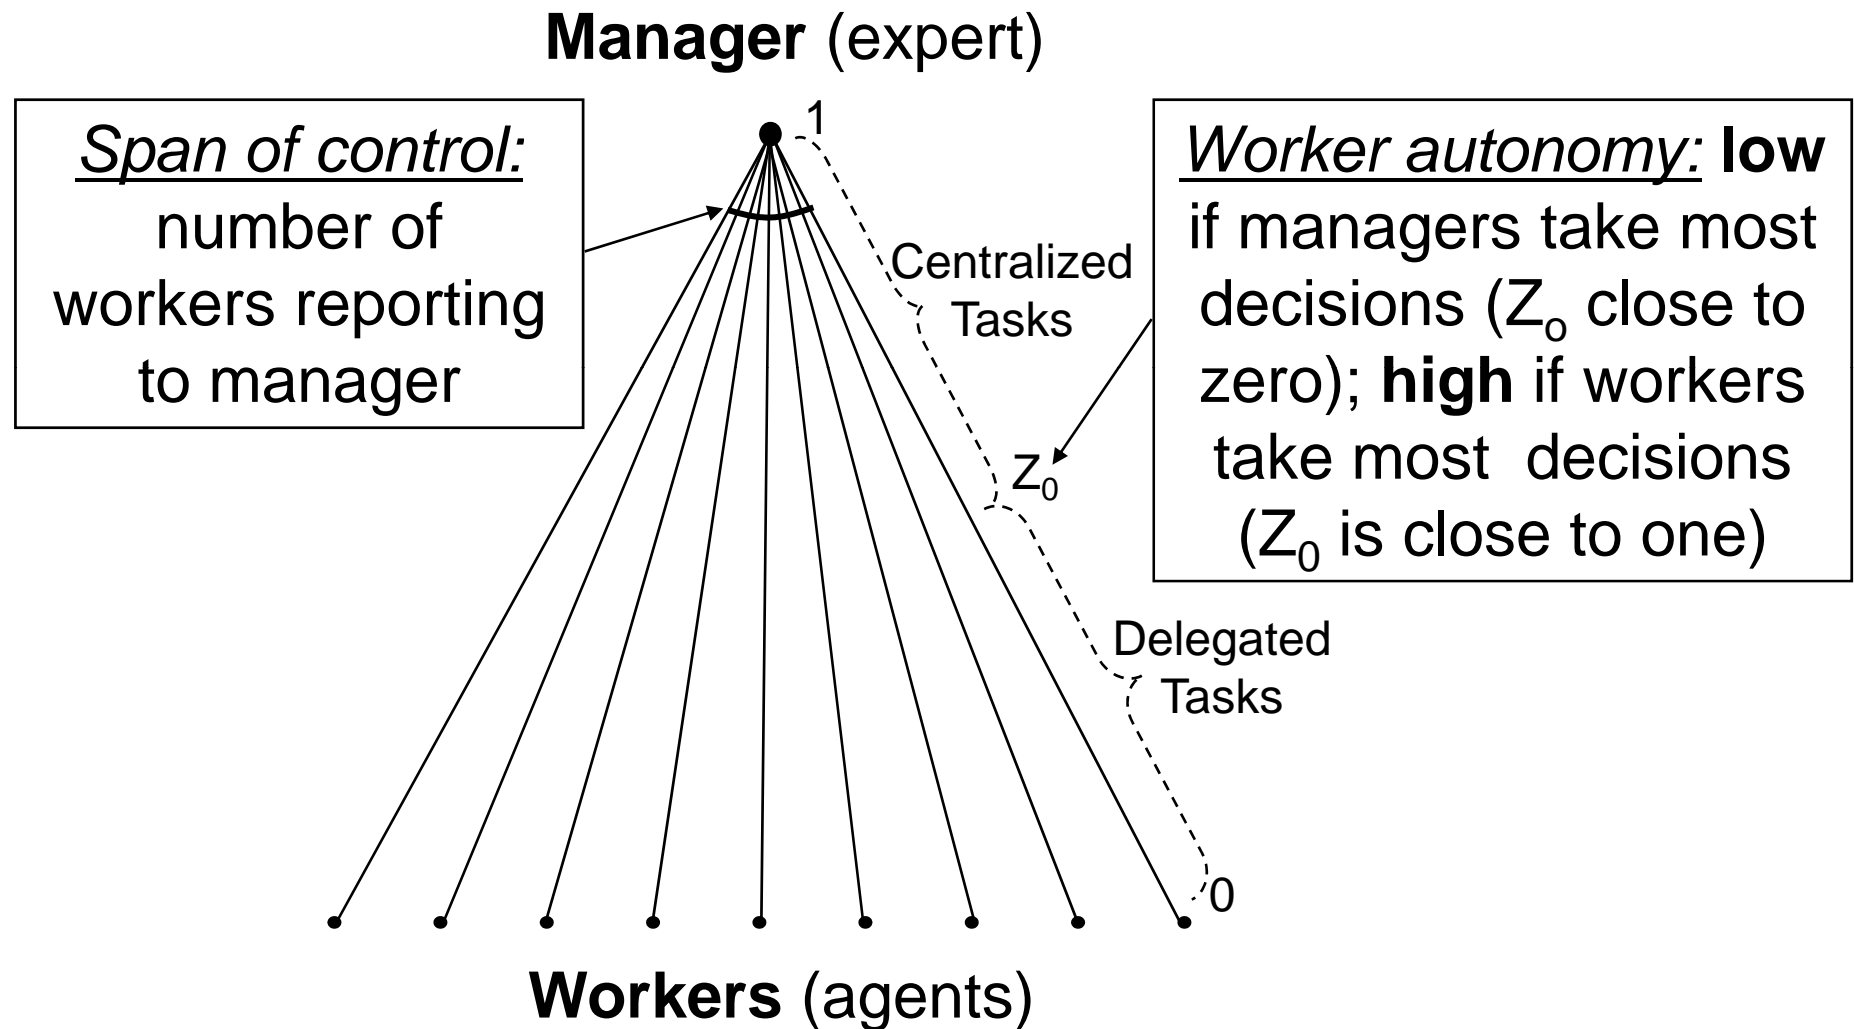 Manager (expert)
Span of control:
number of
workers reporting
to manager
1
Centralized
Tasks
Z₀
Worker autonomy: low
if managers take most
decisions (Zₒ close to
zero); high if workers
take most decisions
(Z₀ is close to one)
Delegated
Tasks
0
Workers (agents)